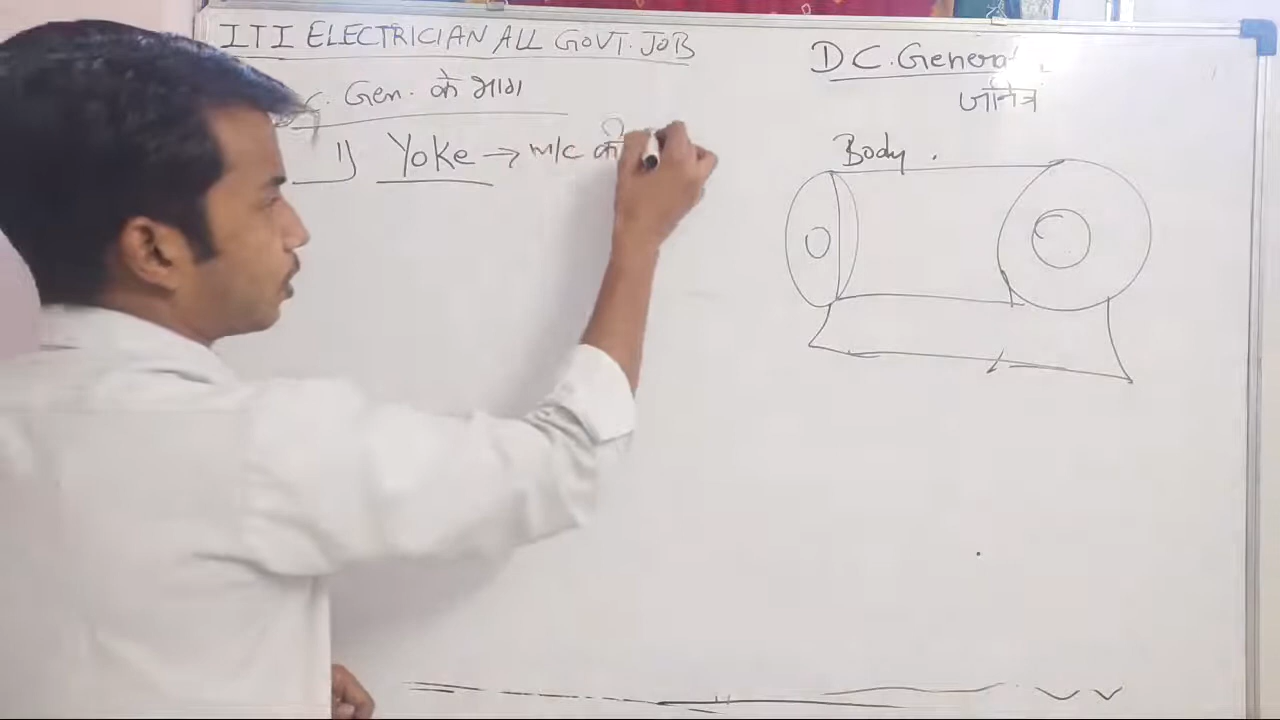 ITI ELECTRICIAN ALL GOVT. JOB
C. Gen. के भाग
1) Yoke → m/c की
D C. Genera
जनित्र
Body